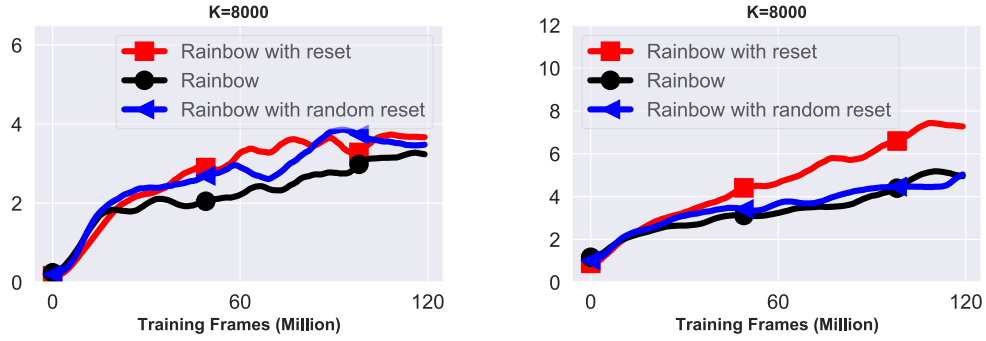 K=8000
6
4
2
0
Rainbow with reset
Rainbow
Rainbow with random reset
0
60
120
Training Frames (Million)
K=8000
12
10
8
6
4
2
0
Rainbow with reset
Rainbow
Rainbow with random reset
0
60
120
Training Frames (Million)